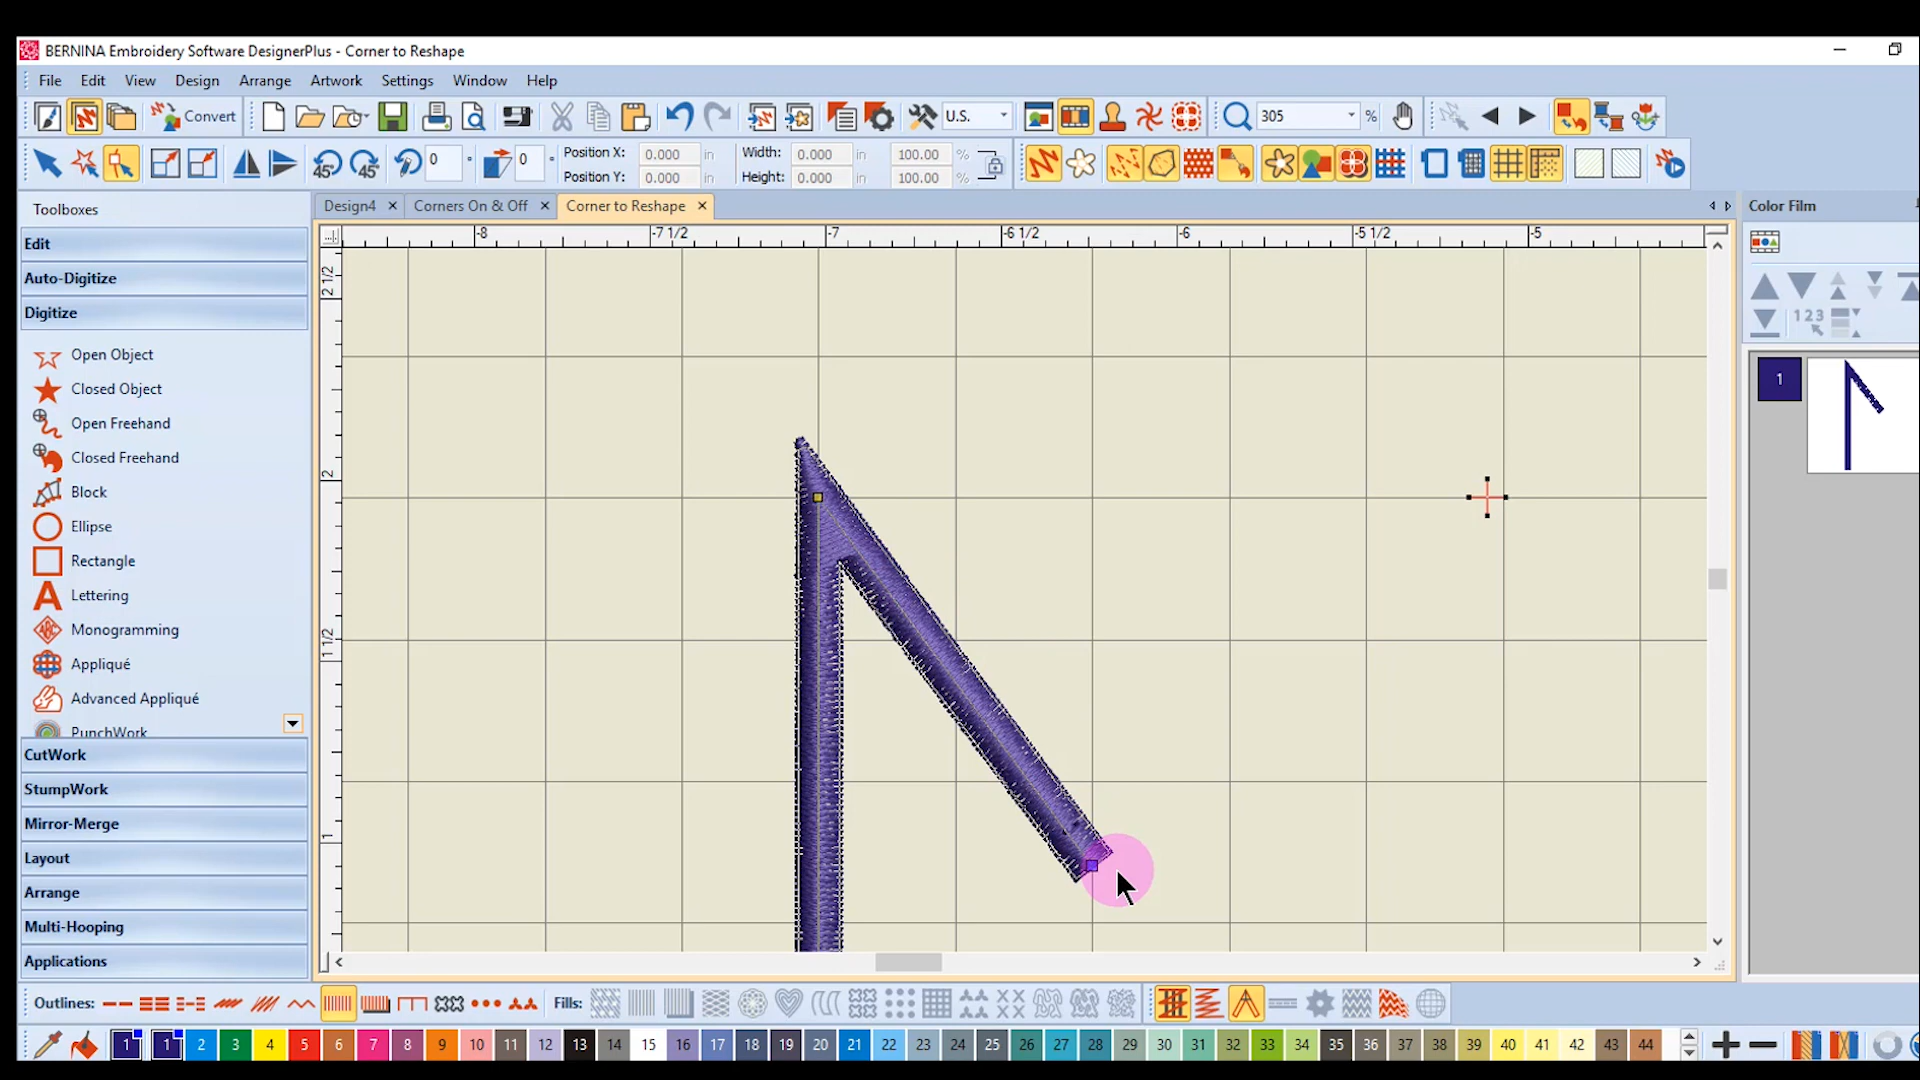 BERNINA Embroidery Software DesignerPlus - Corner to Reshape
File Edit View Design Arrange Artwork Settings Window Help
Convert U.S. 305 %
45 45 0 ° 0 ° Position X: 0.000 in Width: 0.000 in 100.00 %
Position Y: 0.000 in Height: 0.000 in 100.00 %
Toolboxes Design4 Corners On & Off Corner to Reshape Color Film
-8 -7 1/2 -7 -6 1/2 -6 -5 1/2 -5
2 1/2
2
1 1/2
1
Edit
Auto-Digitize
Digitize
Open Object
Closed Object
Open Freehand
Closed Freehand
Block
Ellipse
Rectangle
Lettering
Monogramming
Appliqué
Advanced Appliqué
PunchWork
CutWork
StumpWork
Mirror-Merge
Layout
Arrange
Multi-Hooping
Applications
1 2 3
1
Outlines: Fills:
1 1 2 3 4 5 6 7 8 9 10 11 12 13 14 15 16 17 18 19 20 21 22 23 24 25 26 27 28 29 30 31 32 33 34 35 36 37 38 39 40 41 42 43 44